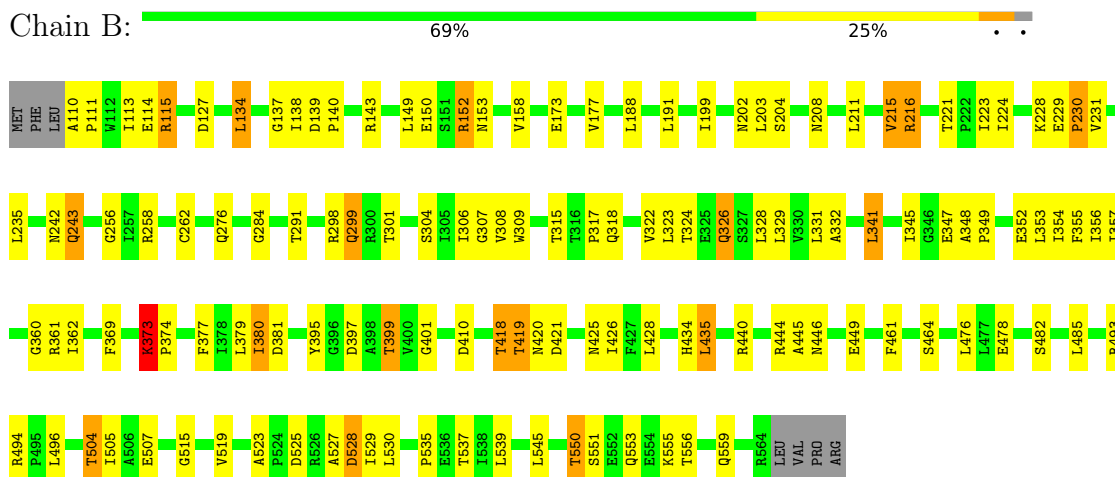 Chain B:
69% 25% • •
MET PHE LEU A110 P111 W112 I113 E114 R115 D127 L134 G137 I138 D139 P140 R143 L149 E150 S151 R152 N153 V158 E173 V177 L188 L191 I199 N202 L203 S204 N208 L211 V215 R216 T221 P222 I223 I224 K228 E229 P230 V231
L235 N242 Q243 G256 I257 R258 C262 Q276 G284 T291 R298 Q299 R300 T301 S304 I305 I306 G307 V308 W309 T315 T316 P317 Q318 V322 L323 T324 E325 Q326 S327 L328 L329 V330 L331 A332 L341 I345 G346 E347 A348 P349 E352 L353 I354 F355 I356 I357
G360 R361 I362 F369 K373 P374 F377 I378 L379 I380 D381 Y395 G396 D397 A398 T399 V400 G401 D410 T418 T419 N420 D421 N425 I426 F427 L428 H434 L435 R440 R444 A445 N446 E449 F461 S464 L476 L477 E478 S482 L485
R494 P495 L496 T504 I505 A506 E507 G515 V519 A523 P524 D525 R526 A527 D528 I529 L530 P535 E536 T537 I538 L539 L545 T550 S551 E552 Q553 E554 K555 T556 Q559 R564 LEU VAL PRO ARG